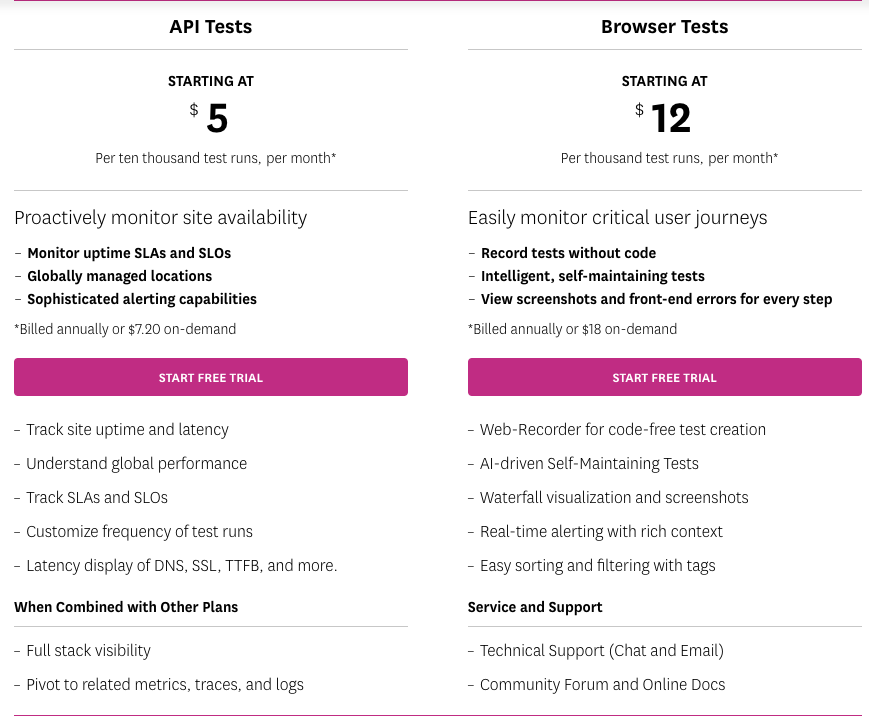 API Tests
STARTING AT
$ 5
Per ten thousand test runs, per month*
Proactively monitor site availability
– Monitor uptime SLAs and SLOs
– Globally managed locations
– Sophisticated alerting capabilities
*Billed annually or $7.20 on-demand
START FREE TRIAL
– Track site uptime and latency
– Understand global performance
– Track SLAs and SLOs
– Customize frequency of test runs
– Latency display of DNS, SSL, TTFB, and more.
When Combined with Other Plans
– Full stack visibility
– Pivot to related metrics, traces, and logs
Browser Tests
STARTING AT
$ 12
Per thousand test runs, per month*
Easily monitor critical user journeys
– Record tests without code
– Intelligent, self-maintaining tests
– View screenshots and front-end errors for every step
*Billed annually or $18 on-demand
START FREE TRIAL
– Web-Recorder for code-free test creation
– AI-driven Self-Maintaining Tests
– Waterfall visualization and screenshots
– Real-time alerting with rich context
– Easy sorting and filtering with tags
Service and Support
– Technical Support (Chat and Email)
– Community Forum and Online Docs